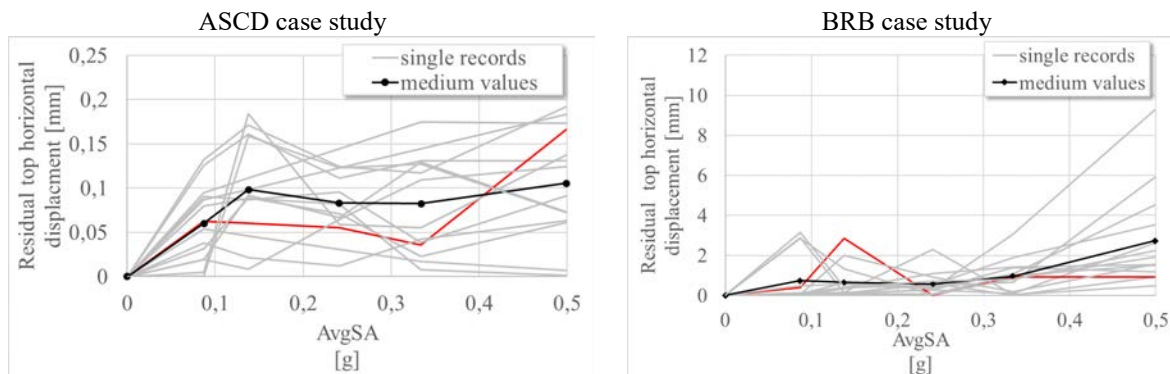 ASCD case study
Residual top horizontal
displacment [mm]
0,25
0,2
0,15
0,1
0,05
0
single records
medium values
0 0,1 0,2 0,3 0,4 0,5
AvgSA
[g]
BRB case study
Residual top horizontal
displacement [mm]
12
10
8
6
4
2
0
single records
medium values
0 0,1 0,2 0,3 0,4 0,5
AvgSA
[g]